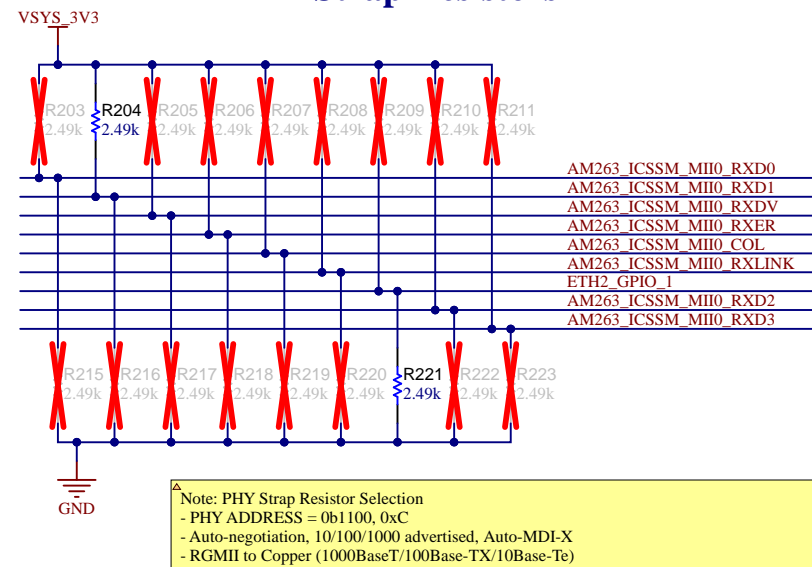 VSYS_3V3
R203 R204 R205 R206 R207 R208 R209 R210 R211
2.49k 2.49k 2.49k 2.49k 2.49k 2.49k 2.49k 2.49k 2.49k
AM263_ICSSM_MII0_RXD0
AM263_ICSSM_MII0_RXD1
AM263_ICSSM_MII0_RXDV
AM263_ICSSM_MII0_RXER
AM263_ICSSM_MII0_COL
AM263_ICSSM_MII0_RXLINK
ETH2_GPIO_1
AM263_ICSSM_MII0_RXD2
AM263_ICSSM_MII0_RXD3
R215 R216 R217 R218 R219 R220 R221 R222 R223
2.49k 2.49k 2.49k 2.49k 2.49k 2.49k 2.49k 2.49k 2.49k
GND
Note: PHY Strap Resistor Selection
- PHY ADDRESS = 0b1100, 0xC
- Auto-negotiation, 10/100/1000 advertised, Auto-MDI-X
- RGMII to Copper (1000BaseT/100Base-TX/10Base-Te)